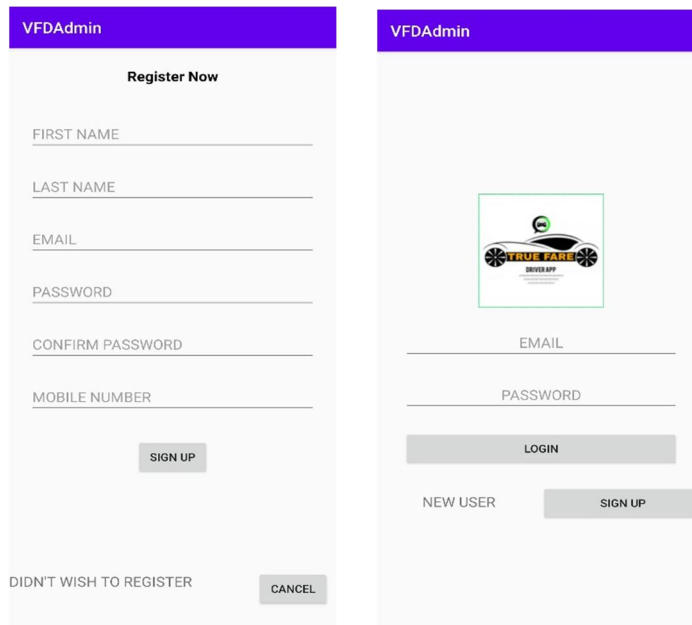 VFDAdmin
Register Now
FIRST NAME
LAST NAME
EMAIL
PASSWORD
CONFIRM PASSWORD
MOBILE NUMBER
SIGN UP
DIDN'T WISH TO REGISTER
CANCEL
VFDAdmin
TRUE FARE
DRIVER APP
EMAIL
PASSWORD
LOGIN
NEW USER
SIGN UP